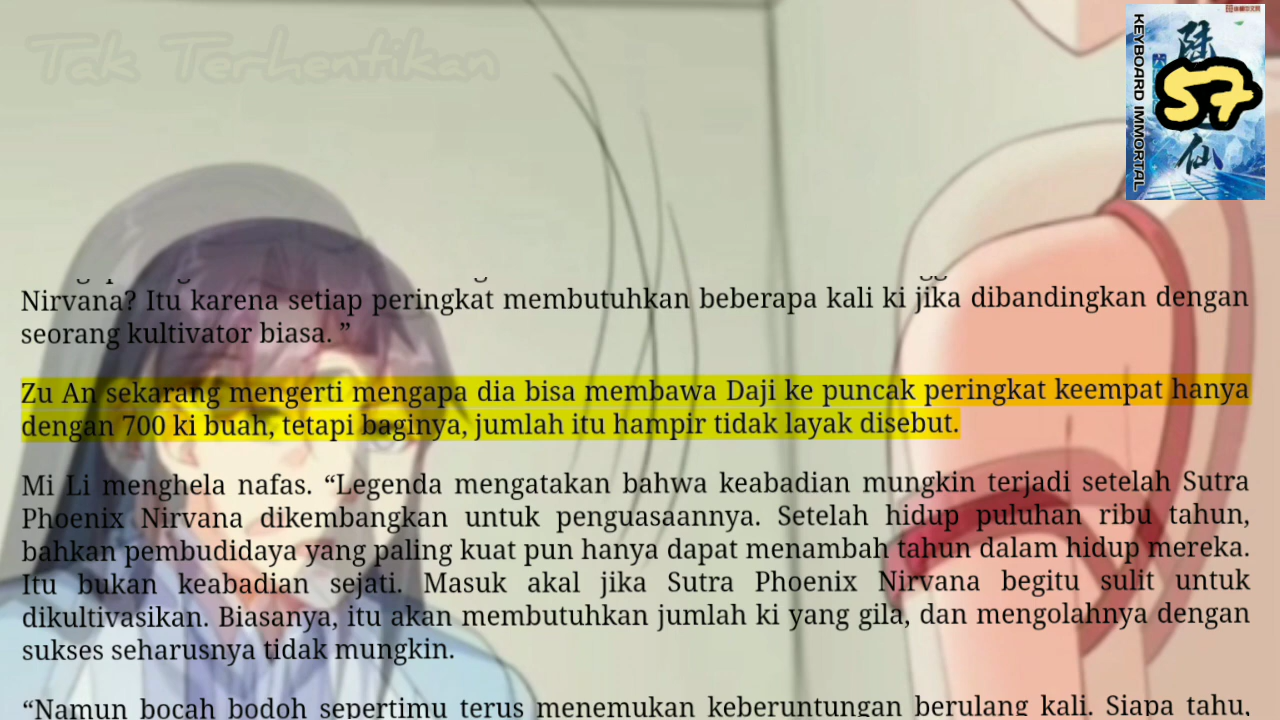 Tak Terhentikan
KEYBOARD IMMORTAL
57
仙
Nirvana? Itu karena setiap peringkat membutuhkan beberapa kali ki jika dibandingkan dengan
seorang kultivator biasa. ”
Zu An sekarang mengerti mengapa dia bisa membawa Daji ke puncak peringkat keempat hanya
dengan 700 ki buah, tetapi baginya, jumlah itu hampir tidak layak disebut.
Mi Li menghela nafas. “Legenda mengatakan bahwa keabadian mungkin terjadi setelah Sutra
Phoenix Nirvana dikembangkan untuk penguasaannya. Setelah hidup puluhan ribu tahun,
bahkan pembudidaya yang paling kuat pun hanya dapat menambah tahun dalam hidup mereka.
Itu bukan keabadian sejati. Masuk akal jika Sutra Phoenix Nirvana begitu sulit untuk
dikultivasikan. Biasanya, itu akan membutuhkan jumlah ki yang gila, dan mengolahnya dengan
sukses seharusnya tidak mungkin.
“Namun bocah bodoh sepertimu terus menemukan keberuntungan berulang kali. Siapa tahu,